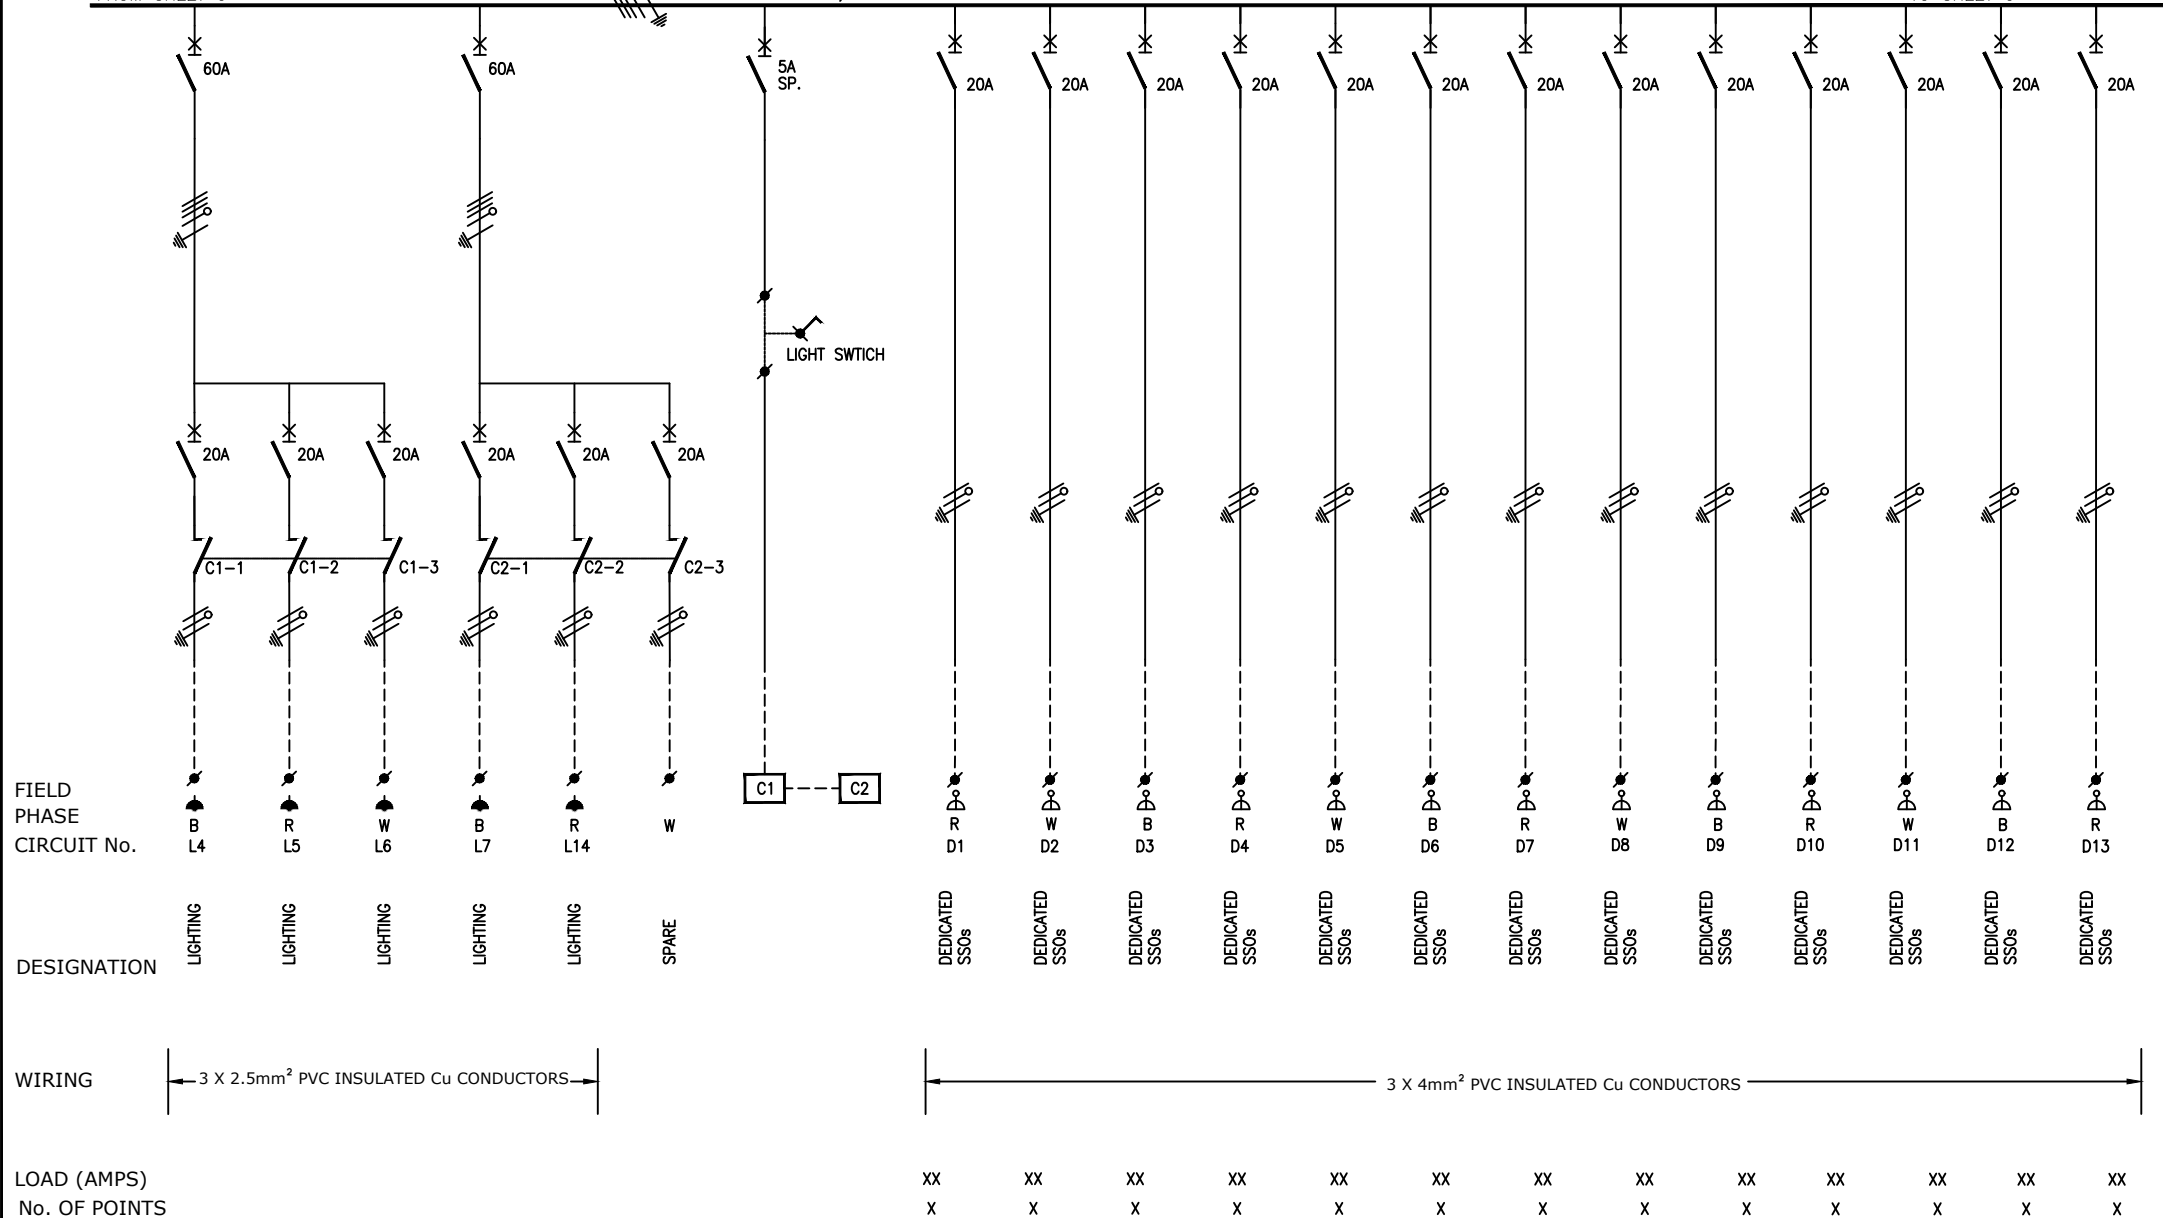 60A 60A 5A 20A 20A 20A 20A 20A 20A 20A 20A 20A 20A 20A 20A 20A
SP.
LIGHT SWTICH
20A 20A 20A 20A 20A 20A
C1-1 C1-2 C1-3 C2-1 C2-2 C2-3
FIELD C1 C2
PHASE B R W B R W R W B R W B R W B R W B R
CIRCUIT No. L4 L5 L6 L7 L14 D1 D2 D3 D4 D5 D6 D7 D8 D9 D10 D11 D12 D13
DESIGNATION
LIGHTING
LIGHTING
LIGHTING
LIGHTING
LIGHTING
SPARE
DEDICATED
SSOs
DEDICATED
SSOs
DEDICATED
SSOs
DEDICATED
SSOs
DEDICATED
SSOs
DEDICATED
SSOs
DEDICATED
SSOs
DEDICATED
SSOs
DEDICATED
SSOs
DEDICATED
SSOs
DEDICATED
SSOs
DEDICATED
SSOs
DEDICATED
SSOs
WIRING 3 X 2.5mm² PVC INSULATED Cu CONDUCTORS 3 X 4mm² PVC INSULATED Cu CONDUCTORS
LOAD (AMPS) XX XX XX XX XX XX XX XX XX XX XX XX XX
No. OF POINTS X X X X X X X X X X X X X